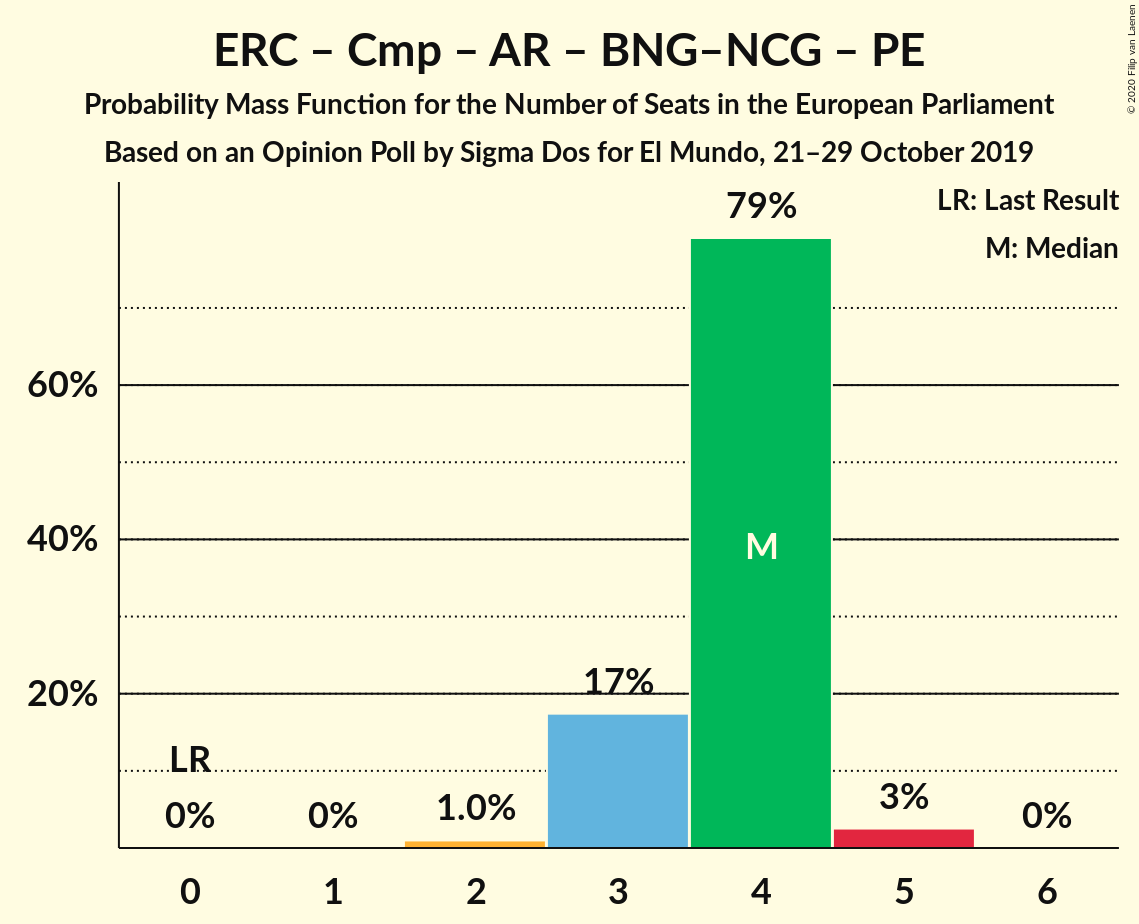 ERC – Cmp – AR – BNG–NCG – PE
Probability Mass Function for the Number of Seats in the European Parliament
Based on an Opinion Poll by Sigma Dos for El Mundo, 21–29 October 2019
© 2020 Filip van Laenen
LR: Last Result
M: Median
79%
60%
40%
20%
M
17%
LR
0%
0%
1.0%
3%
0%
0
1
2
3
4
5
6